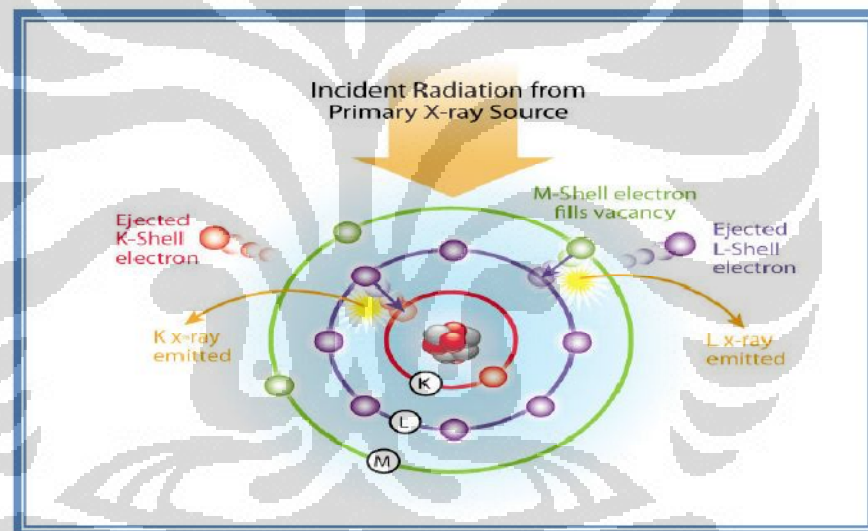 Incident Radiation from
Primary X-ray Source
M-Shell electron
fills vacancy
Ejected
K-Shell
electron
Ejected
L-Shell
electron
K x-ray
emitted
L x-ray
emitted
K
L
M